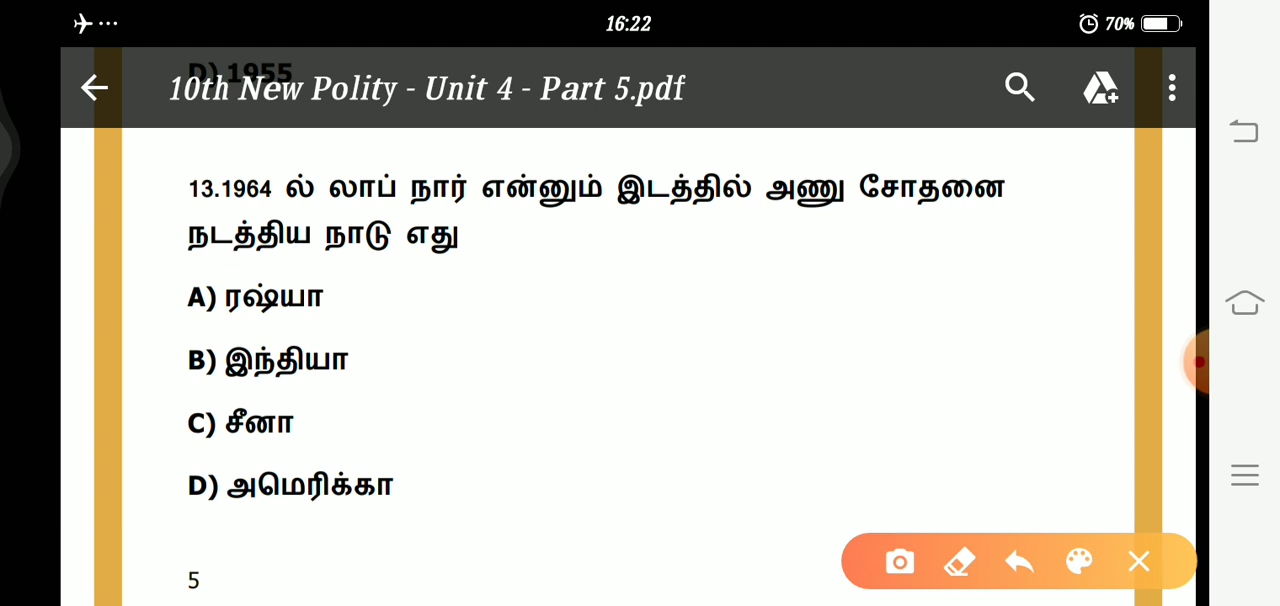 16:22
70%
D) 1955
10th New Polity - Unit 4 - Part 5.pdf
13.1964 ல் லாப் நார் என்னும் இடத்தில் அணு சோதனை
நடத்திய நாடு எது
A) ரஷ்யா
B) இந்தியா
C) சீனா
D) அமெரிக்கா
5